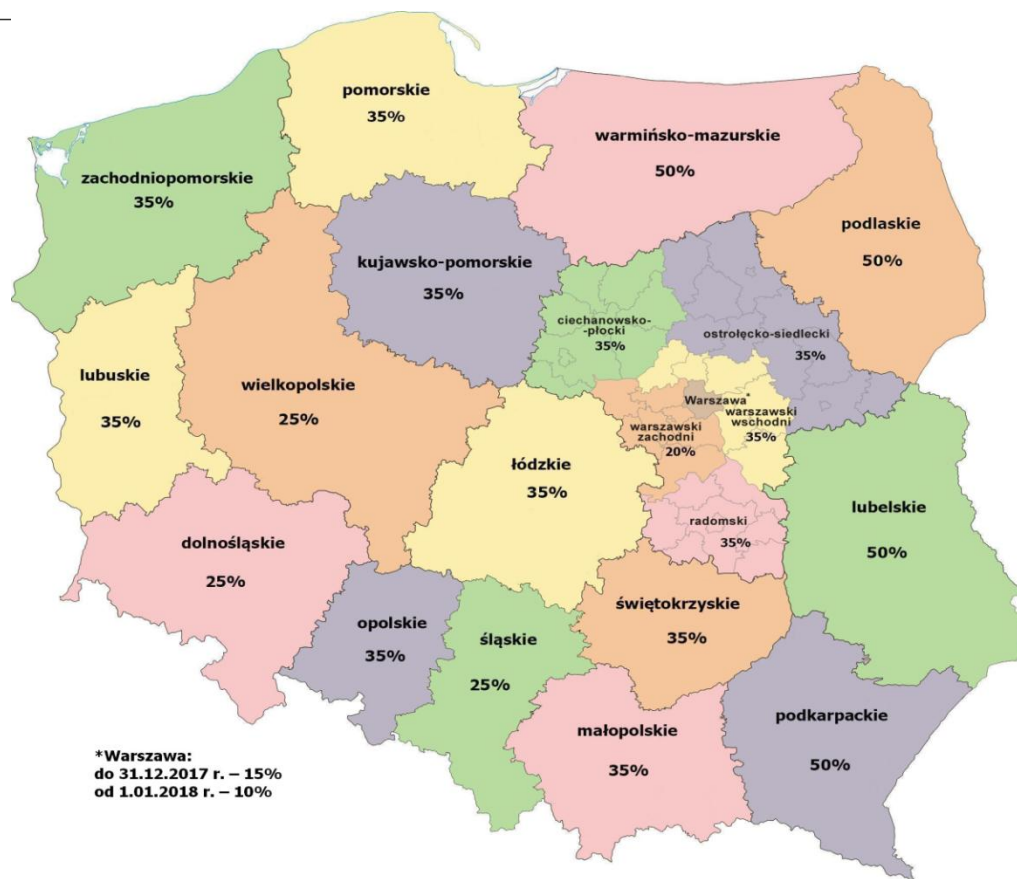 pomorskie
35%
warmińsko-mazurskie
50%
zachodniopomorskie
35%
podlaskie
50%
kujawsko-pomorskie
35%
ciechanowsko-
-płocki
35%
ostrołęcko-siedlecki
35%
lubuskie
35%
wielkopolskie
25%
Warszawa*
warszawski
wschodni
35%
warszawski
zachodni
20%
łódzkie
35%
radomski
35%
lubelskie
50%
dolnośląskie
25%
opolskie
35%
śląskie
25%
świętokrzyskie
35%
małopolskie
35%
podkarpackie
50%
*Warszawa:
do 31.12.2017 r. – 15%
od 1.01.2018 r. – 10%